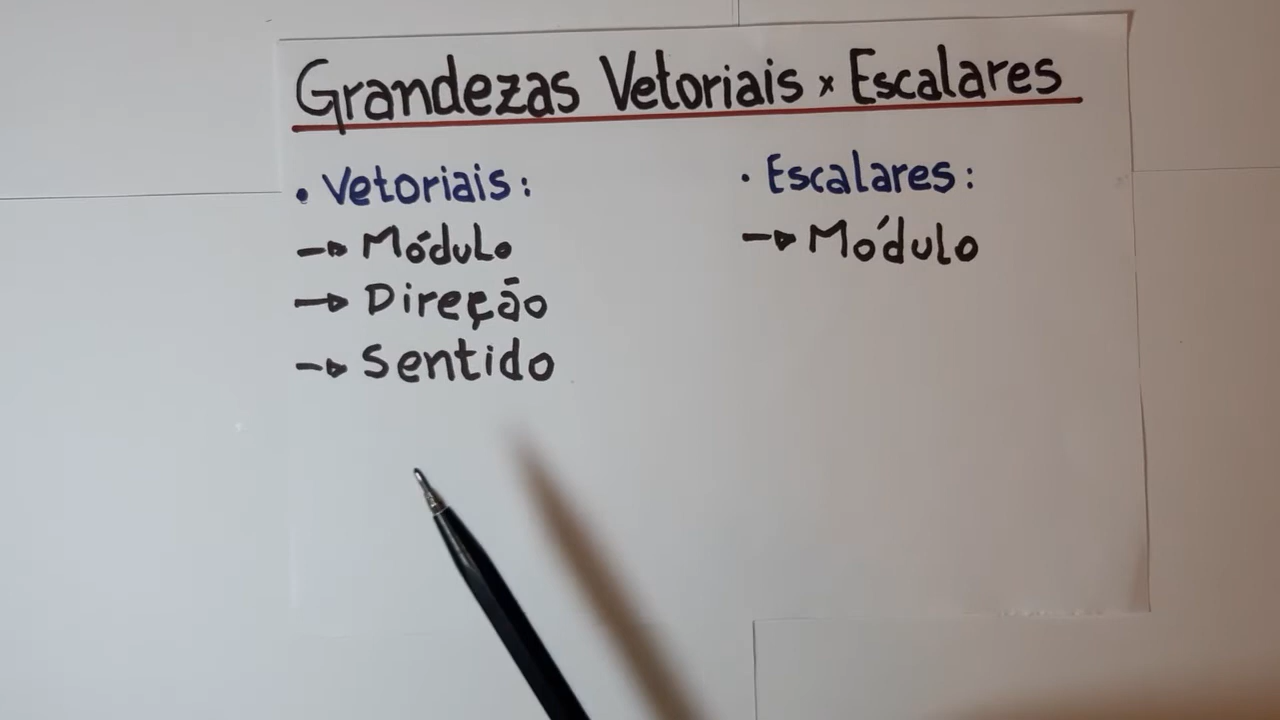 Grandezas Vetoriais x Escalares
• Vetoriais:
→ Módulo
→ Direção
→ Sentido
• Escalares:
→ Módulo